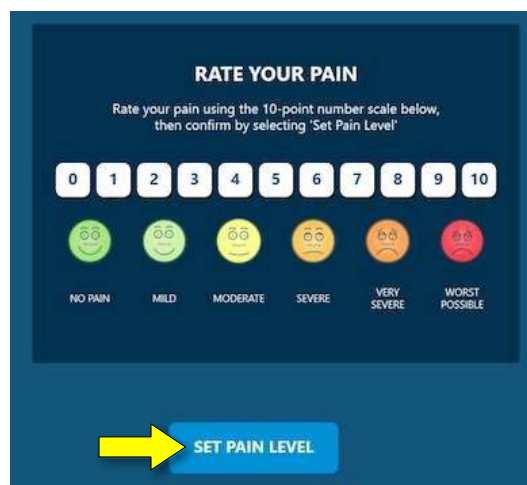 RATE YOUR PAIN
Rate your pain using the 10-point number scale below,
then confirm by selecting 'Set Pain Level'
0 1 2 3 4 5 6 7 8 9 10
NO PAIN MILD MODERATE SEVERE VERY SEVERE WORST POSSIBLE
SET PAIN LEVEL